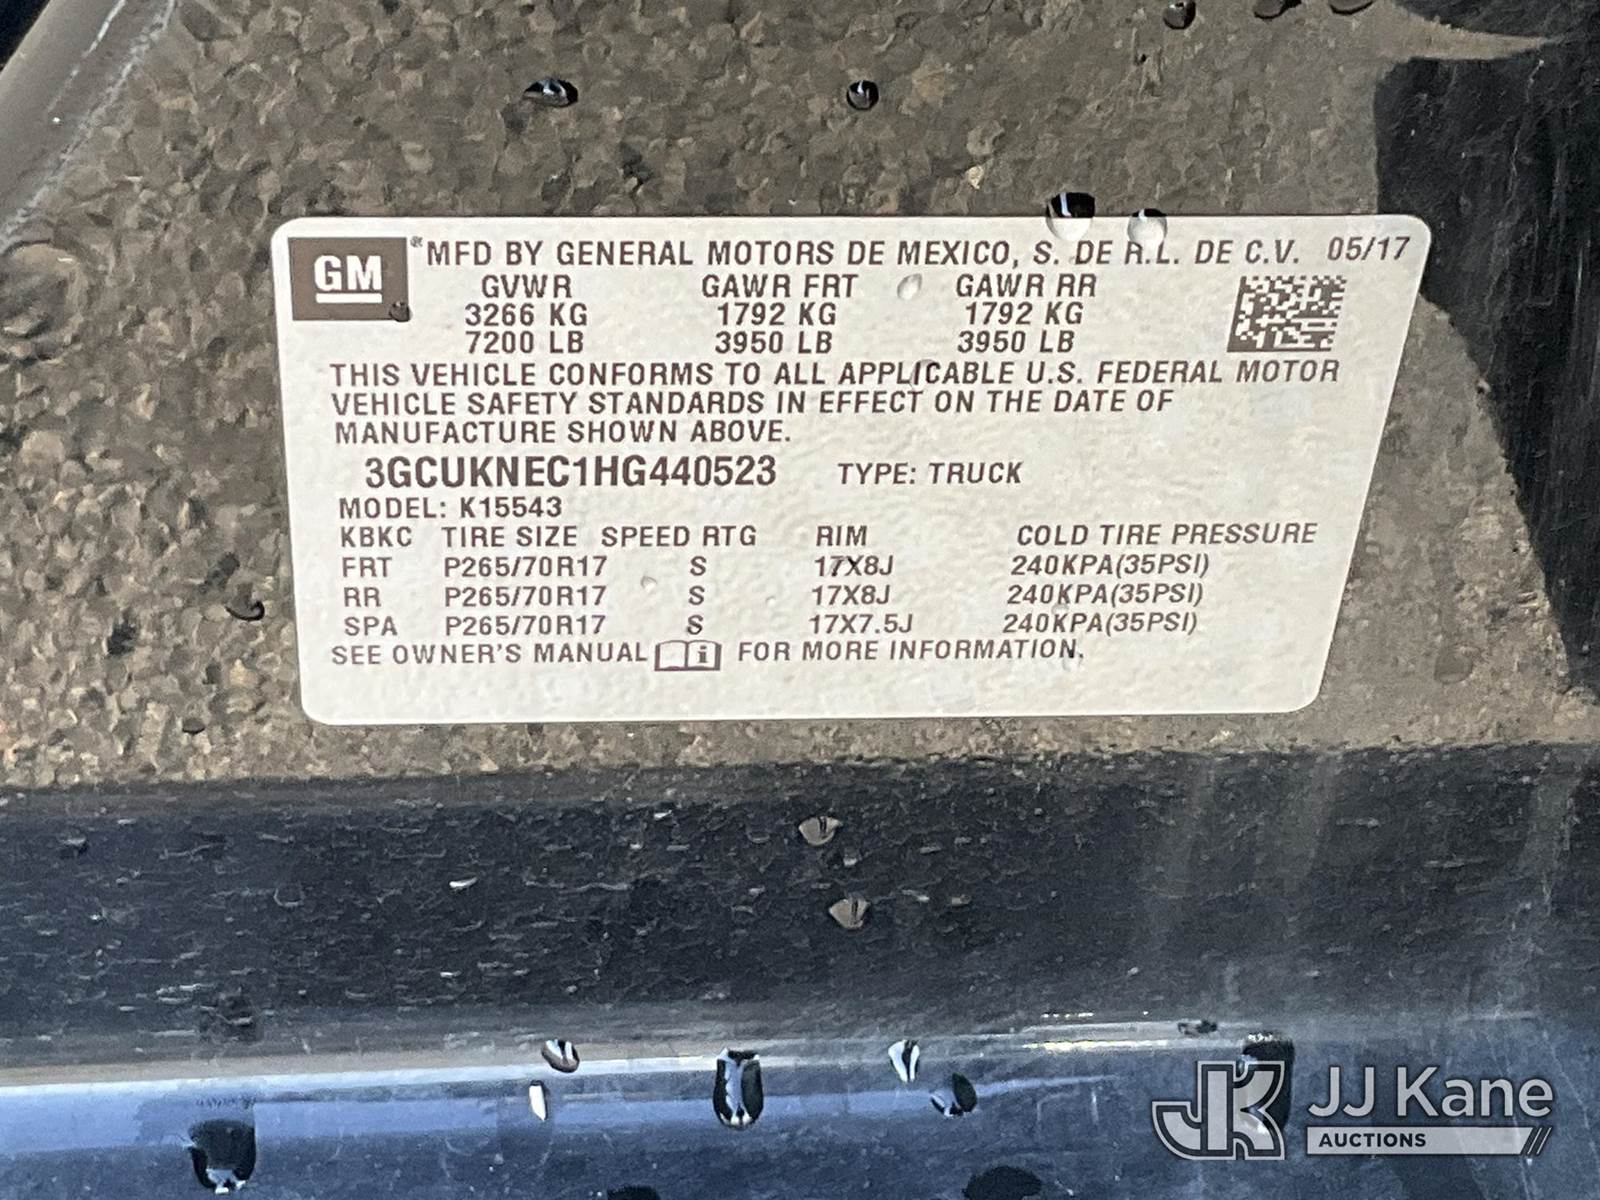 GM ® MFD BY GENERAL MOTORS DE MEXICO, S. DE R.L. DE C.V. 05/17
GVWR GAWR FRT GAWR RR
3266 KG 1792 KG 1792 KG
7200 LB 3950 LB 3950 LB
THIS VEHICLE CONFORMS TO ALL APPLICABLE U.S. FEDERAL MOTOR
VEHICLE SAFETY STANDARDS IN EFFECT ON THE DATE OF
MANUFACTURE SHOWN ABOVE.
3GCUKNEC1HG440523 TYPE: TRUCK
MODEL: K15543
KBKC TIRE SIZE SPEED RTG RIM COLD TIRE PRESSURE
FRT P265/70R17 S 17X8J 240KPA(35PSI)
RR P265/70R17 S 17X8J 240KPA(35PSI)
SPA P265/70R17 S 17X7.5J 240KPA(35PSI)
SEE OWNER'S MANUAL i FOR MORE INFORMATION.
JK JJ Kane
AUCTIONS